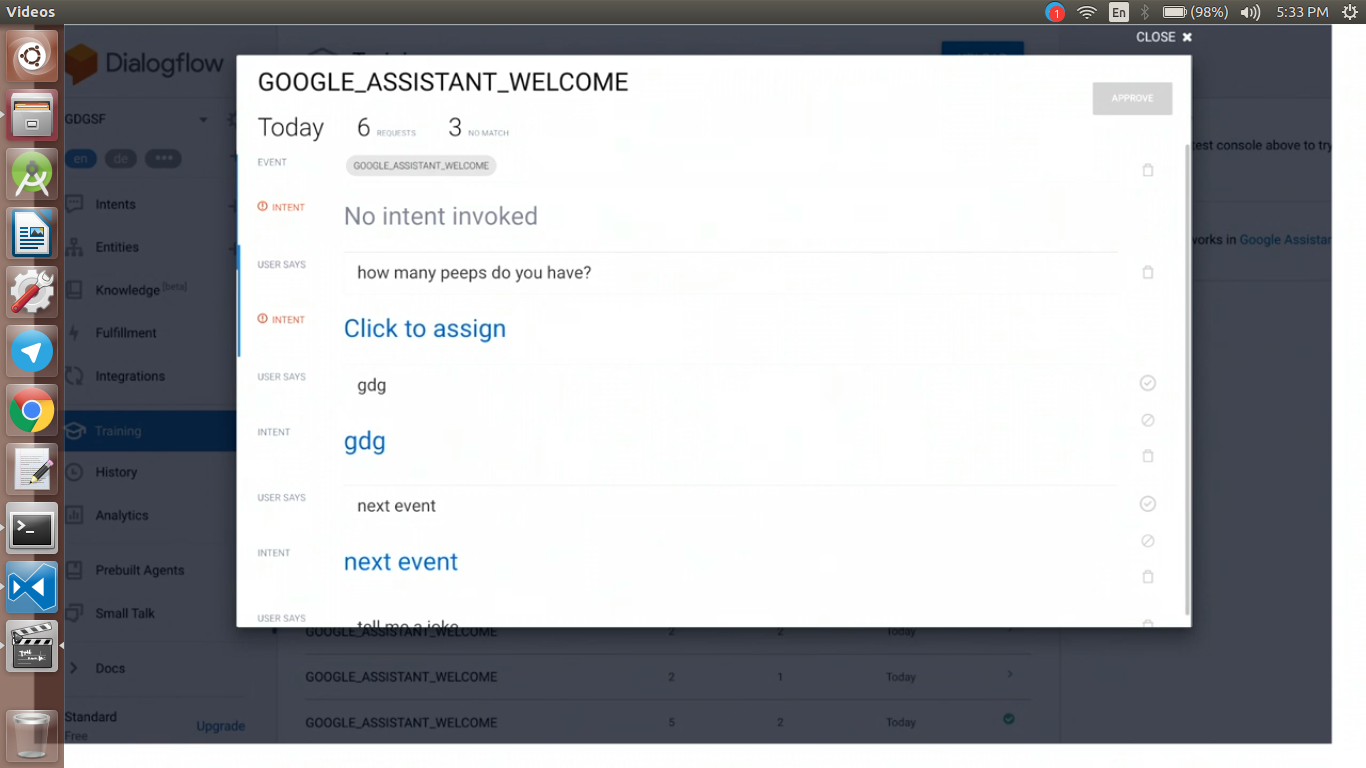 Videos
1
En
(98%)
5:33 PM
CLOSE ×
Dialogflow
GDGSF
en
de
Intents
Entities
Knowledge [beta]
Fulfillment
Integrations
Training
History
Analytics
Prebuilt Agents
Small Talk
Docs
Standard
Free
Upgrade
GOOGLE_ASSISTANT_WELCOME
APPROVE
Today 6 REQUESTS 3 NO MATCH
EVENT GOOGLE_ASSISTANT_WELCOME
INTENT No intent invoked
USER SAYS how many peeps do you have?
INTENT Click to assign
USER SAYS gdg
INTENT gdg
USER SAYS next event
INTENT next event
USER SAYS tell me a joke
test console above to try
works in Google Assistar
GOOGLE_ASSISTANT_WELCOME 2 2 Today
GOOGLE_ASSISTANT_WELCOME 2 1 Today
GOOGLE_ASSISTANT_WELCOME 5 2 Today